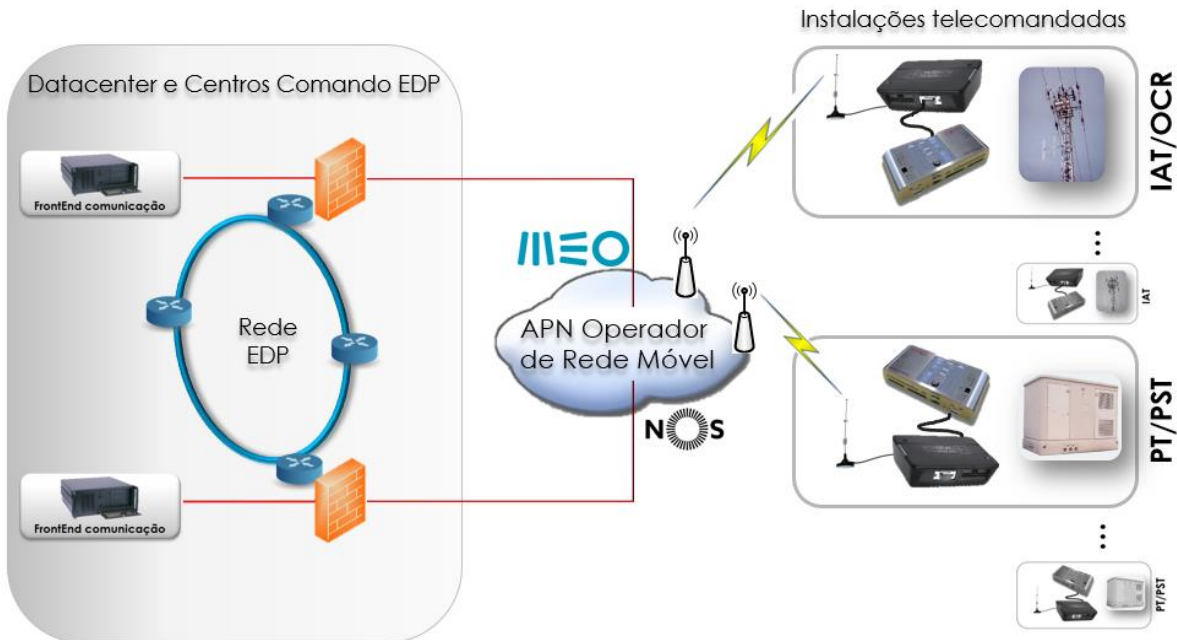 Instalações telecomandadas
Datacenter e Centros Comando EDP
IAT/OCR
FrontEnd comunicação
MEO
Rede
EDP
APN Operador
de Rede Móvel
IAT
NOS
PT/PST
FrontEnd comunicação
PT/PST